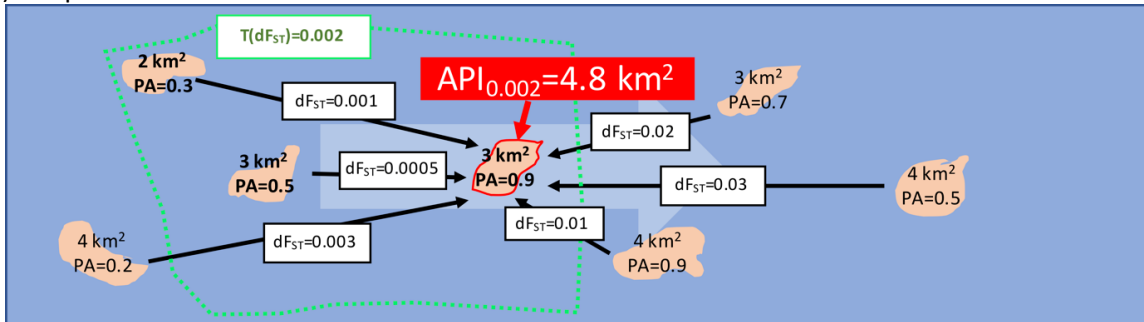 T(dFST)=0.002
2 km²
PA=0.3
dFST=0.001
API0.002=4.8 km²
3 km²
PA=0.7
dFST=0.02
3 km²
PA=0.5
dFST=0.0005
3 km²
PA=0.9
dFST=0.03
4 km²
PA=0.5
4 km²
PA=0.2
dFST=0.003
dFST=0.01
4 km²
PA=0.9